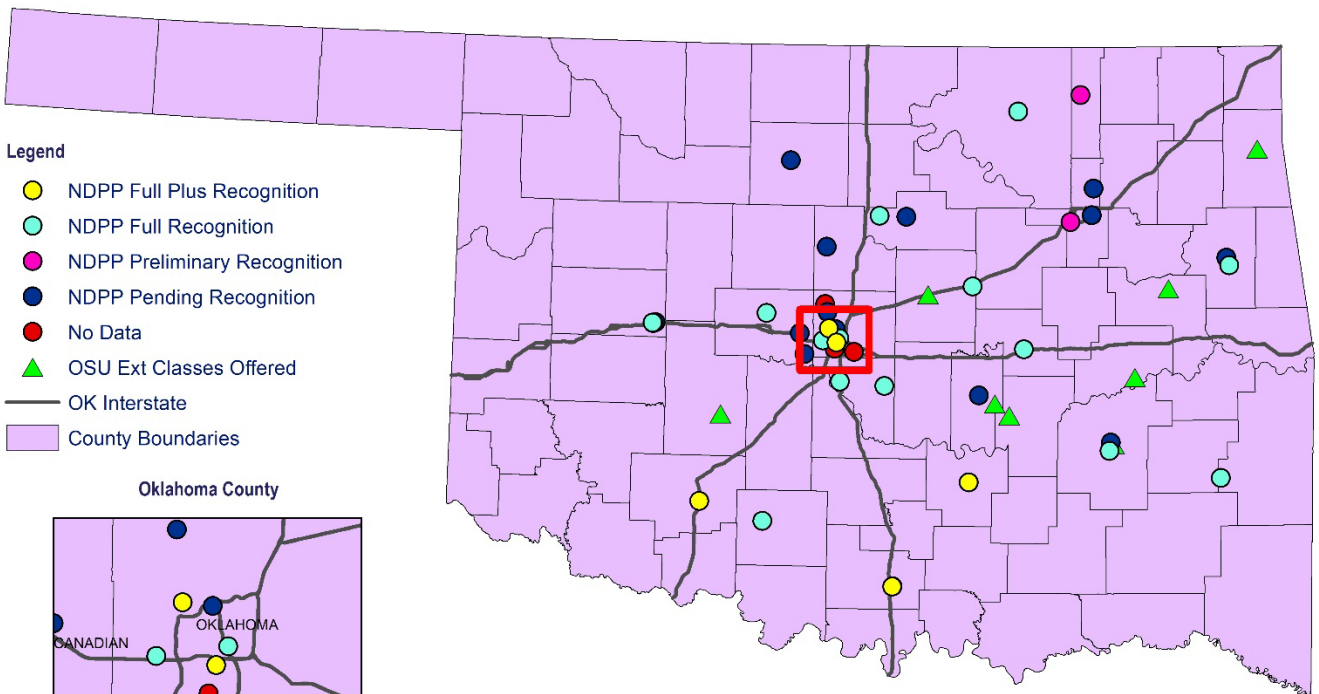 Legend
NDPP Full Plus Recognition
NDPP Full Recognition
NDPP Preliminary Recognition
NDPP Pending Recognition
No Data
OSU Ext Classes Offered
OK Interstate
County Boundaries
Oklahoma County
OKLAHOMA
CANADIAN